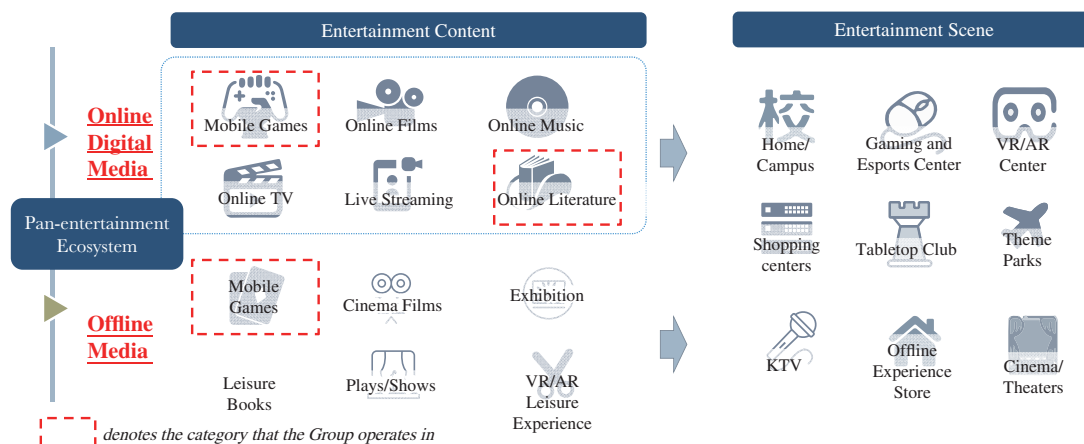 Entertainment Content
Entertainment Scene
Online
Digital
Media
Mobile Games
Online Films
Online Music
Online TV
Live Streaming
Online Literature
校
Home/
Campus
Gaming and
Esports Center
VR/AR
Center
Pan-entertainment
Ecosystem
Shopping
centers
Tabletop Club
Theme
Parks
Offline
Media
Mobile
Games
Cinema Films
Exhibition
Leisure
Books
Plays/Shows
VR/AR
Leisure
Experience
KTV
Offline
Experience
Store
Cinema/
Theaters
denotes the category that the Group operates in